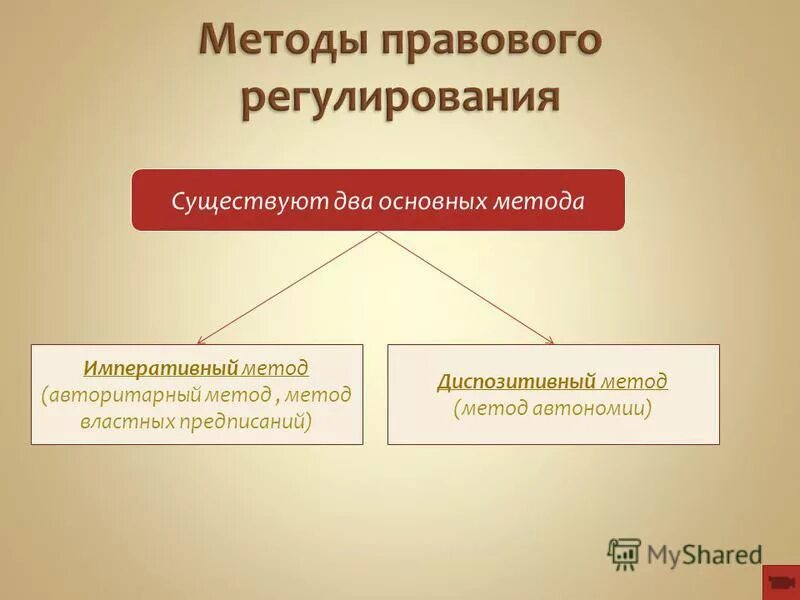 Методы правового
регулирования
Существуют два основных метода
Императивный метод
(авторитарный метод , метод
властных предписаний)
Диспозитивный метод
(метод автономии)
MyShared